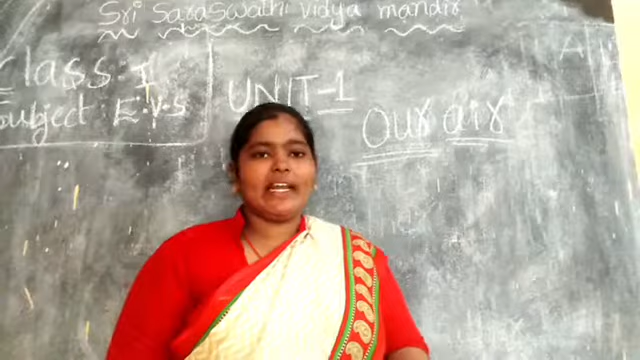 Sri Saraswathi vidya mandir
Class : I
Subject E.V.S
UNIT-1
Our air